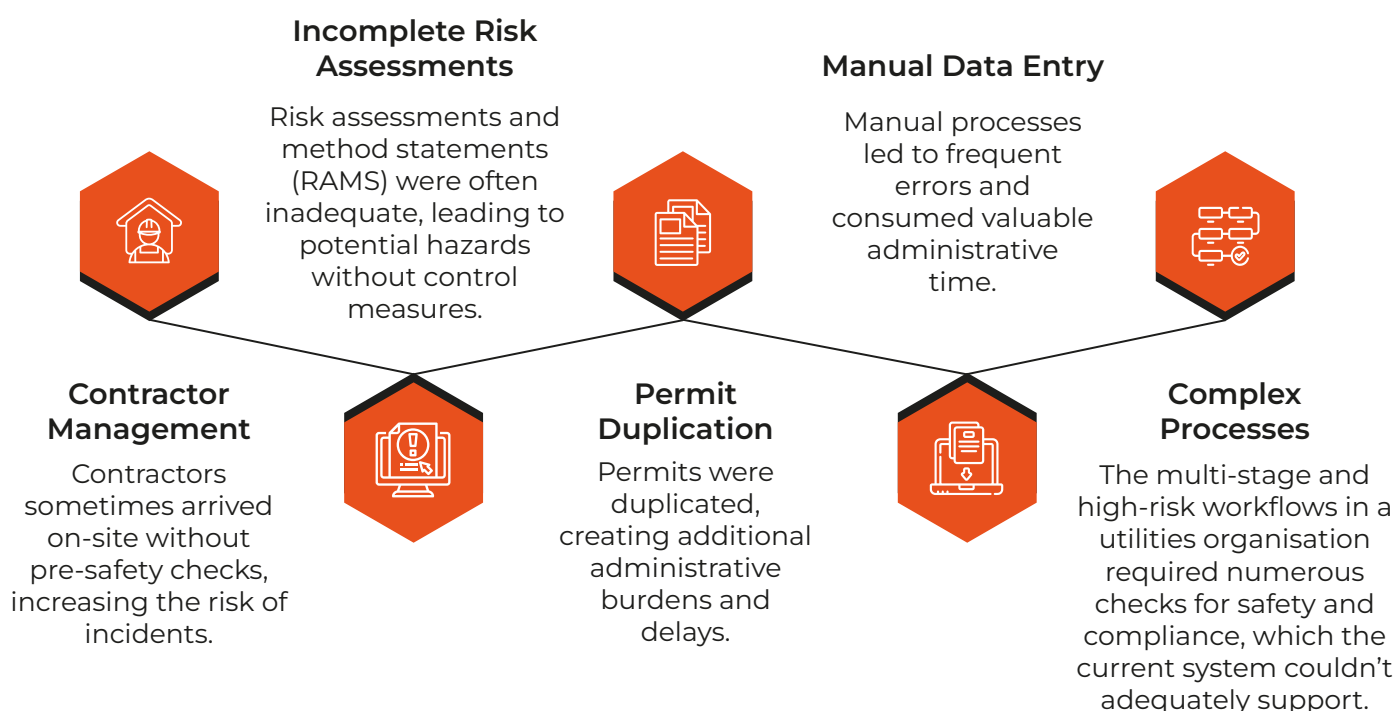 Incomplete Risk
Assessments
Risk assessments and
method statements
(RAMS) were often
inadequate, leading to
potential hazards
without control
measures.
Manual Data Entry
Manual processes
led to frequent
errors and
consumed valuable
administrative
time.
Contractor
Management
Contractors
sometimes arrived
on-site without
pre-safety checks,
increasing the risk of
incidents.
Permit
Duplication
Permits were
duplicated,
creating additional
administrative
burdens and
delays.
Complex
Processes
The multi-stage and
high-risk workflows in a
utilities organisation
required numerous
checks for safety and
compliance, which the
current system couldn’t
adequately support.